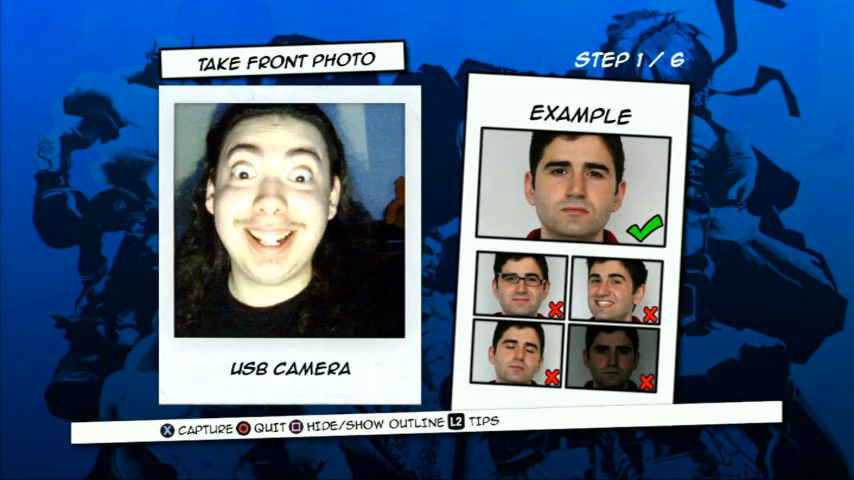 TAKE FRONT PHOTO
STEP 1 / 6
EXAMPLE
USB CAMERA
CAPTURE QUIT HIDE/SHOW OUTLINE L2 TIPS